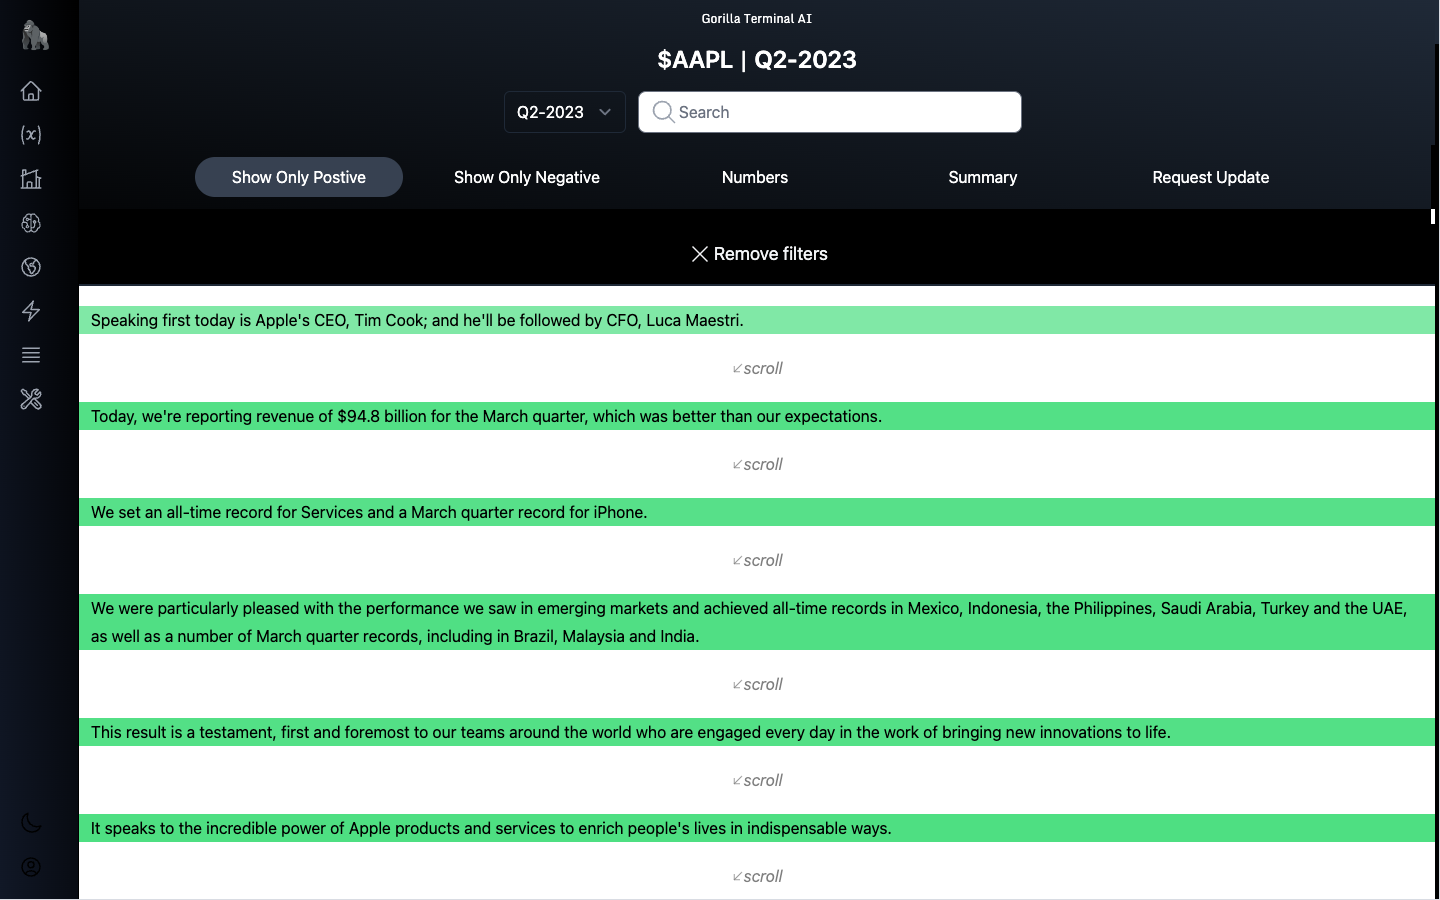 Gorilla Terminal AI
$AAPL | Q2-2023
Q2-2023
Search
Show Only Postive
Show Only Negative
Numbers
Summary
Request Update
Remove filters
Speaking first today is Apple's CEO, Tim Cook; and he'll be followed by CFO, Luca Maestri.
scroll
Today, we're reporting revenue of $94.8 billion for the March quarter, which was better than our expectations.
scroll
We set an all-time record for Services and a March quarter record for iPhone.
scroll
We were particularly pleased with the performance we saw in emerging markets and achieved all-time records in Mexico, Indonesia, the Philippines, Saudi Arabia, Turkey and the UAE,
as well as a number of March quarter records, including in Brazil, Malaysia and India.
scroll
This result is a testament, first and foremost to our teams around the world who are engaged every day in the work of bringing new innovations to life.
scroll
It speaks to the incredible power of Apple products and services to enrich people's lives in indispensable ways.
scroll